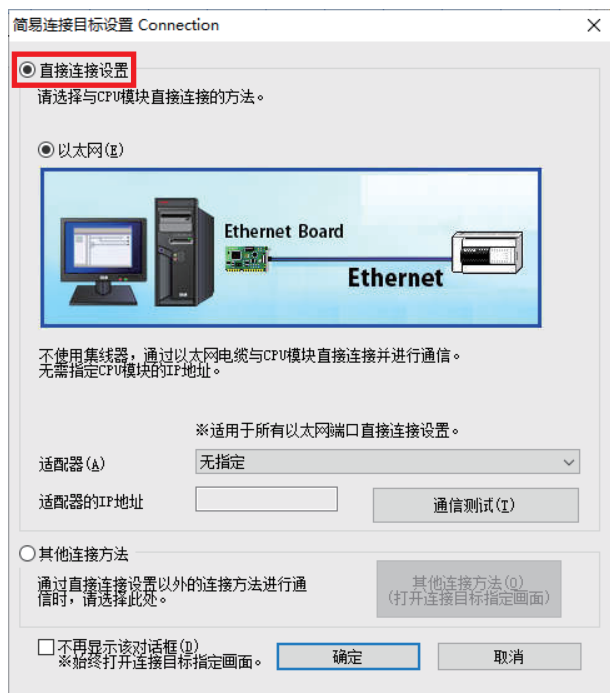 简易连接目标设置 Connection
直接连接设置
请选择与CPU模块直接连接的方法。
以太网(E)
Ethernet Board
Ethernet
不使用集线器，通过以太网电缆与CPU模块直接连接并进行通信。
无需指定CPU模块的IP地址。
※适用于所有以太网端口直接连接设置。
适配器(A)
无指定
适配器的IP地址
通信测试(T)
其他连接方法
通过直接连接设置以外的连接方法进行通
信时，请选择此处。
其他连接方法(O)
(打开连接目标指定画面)
不再显示该对话框(D)
※始终打开连接目标指定画面。
确定
取消